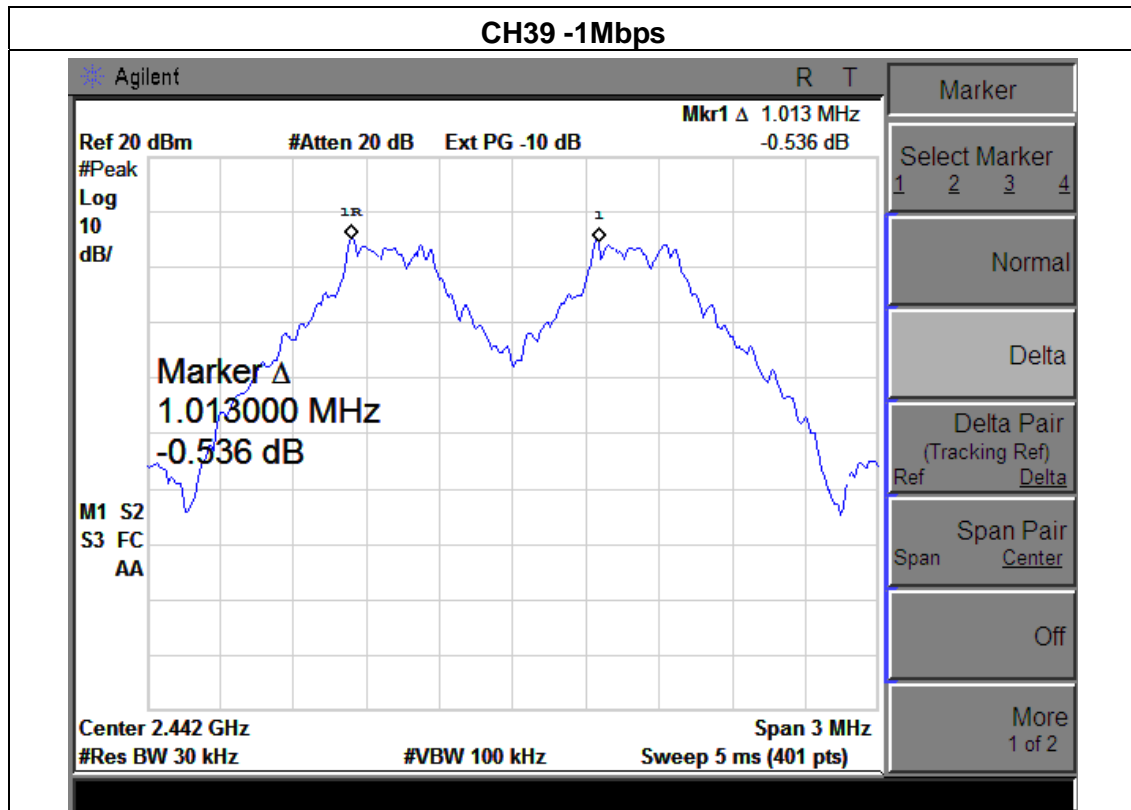 CH39 -1Mbps
Agilent R T
Mkr1 Δ 1.013 MHz
Ref 20 dBm #Atten 20 dB Ext PG -10 dB -0.536 dB
#Peak
Log
10
dB/
1R
1
Marker Δ
1.013000 MHz
-0.536 dB
M1 S2
S3 FC
AA
Center 2.442 GHz Span 3 MHz
#Res BW 30 kHz #VBW 100 kHz Sweep 5 ms (401 pts)
Marker
Select Marker
1 2 3 4
Normal
Delta
Delta Pair
(Tracking Ref)
Ref Delta
Span Pair
Span Center
Off
More
1 of 2